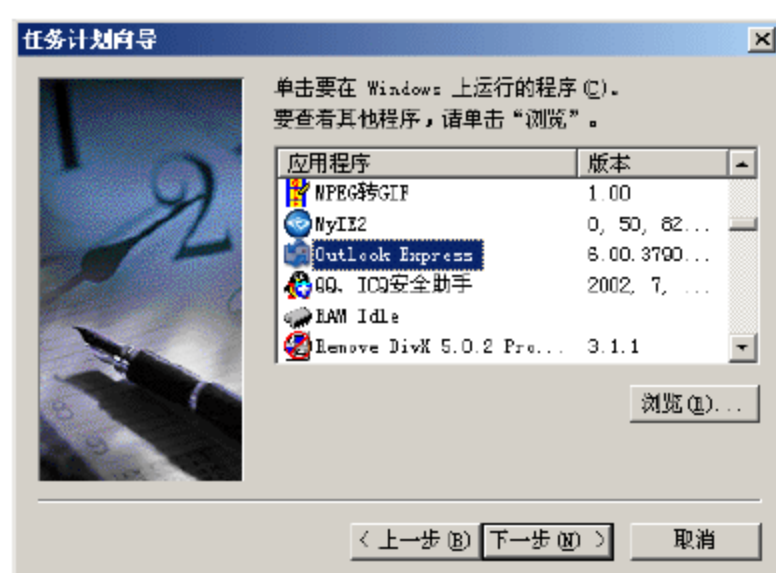 任务计划向导
单击要在 Windows 上运行的程序(C)。
要查看其他程序，请单击“浏览”。
应用程序 版本
MPEG转GIF 1.00
MyIE2 0, 50, 82...
Outlook Express 6.00.3790...
QQ、ICQ安全助手 2002, 7, ...
RAM Idle
Remove DivX 5.0.2 Pro... 3.1.1
浏览(R)...
< 上一步(B) 下一步(N) > 取消